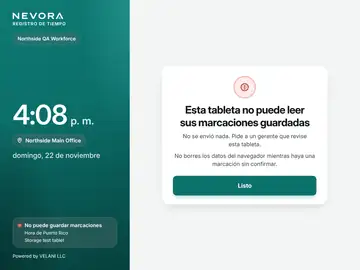 NEVORA
REGISTRO DE TIEMPO
Northside QA Workforce
4:08 p. m.
Northside Main Office
domingo, 22 de noviembre
No puede guardar marcaciones
Hora de Puerto Rico
Storage test tablet
Powered by VELANI LLC
Esta tableta no puede leer
sus marcaciones guardadas
No se envió nada. Pide a un gerente que revise
esta tableta.
No borres los datos del navegador mientras haya una
marcación sin confirmar.
Listo